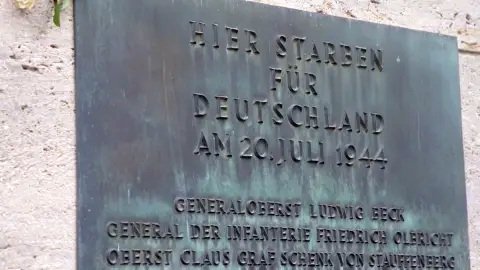 HIER STARBEN
FÜR
DEUTSCHLAND
AM 20. JULI 1944
GENERALOBERST LUDWIG BECK
GENERAL DER INFANTERIE FRIEDRICH OLBRICHT
OBERST CLAUS GRAF SCHENK VON STAUFFENBERG